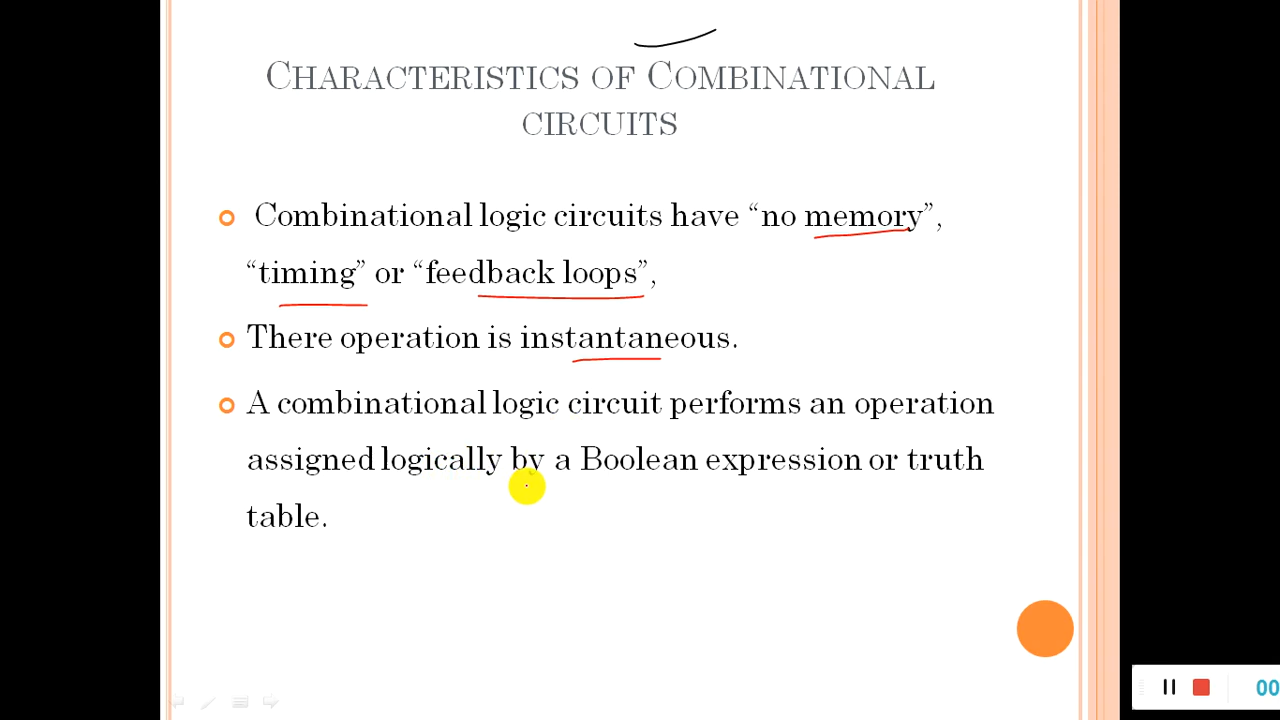 CHARACTERISTICS OF COMBINATIONAL
CIRCUITS
Combinational logic circuits have “no memory”,
“timing” or “feedback loops”,
There operation is instantaneous.
A combinational logic circuit performs an operation
assigned logically by a Boolean expression or truth
table.
00